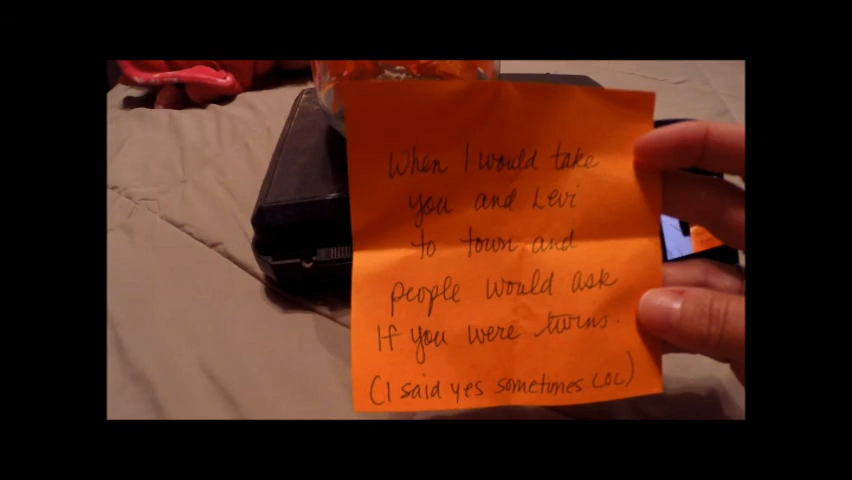 When I would take
you and Levi
to town and
people would ask
If you were twins.
(I said yes sometimes LOL)